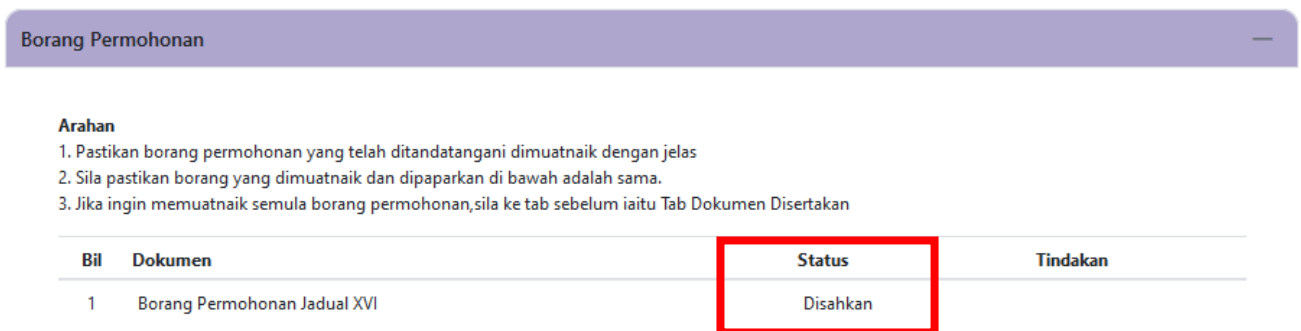 Borang Permohonan
Arahan
1. Pastikan borang permohonan yang telah ditandatangani dimuatnaik dengan jelas
2. Sila pastikan borang yang dimuatnaik dan dipaparkan di bawah adalah sama.
3. Jika ingin memuatnaik semula borang permohonan,sila ke tab sebelum iaitu Tab Dokumen Disertakan
Bil Dokumen Status Tindakan
1 Borang Permohonan Jadual XVI Disahkan